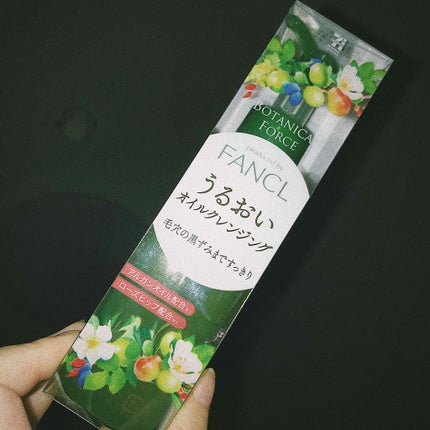 BOTANICAL
FORCE
produced by
FANCL
うるおい
オイルクレンジング
毛穴の黒ずみまですっきり
アルガンオイル配合
ローズヒップ配合